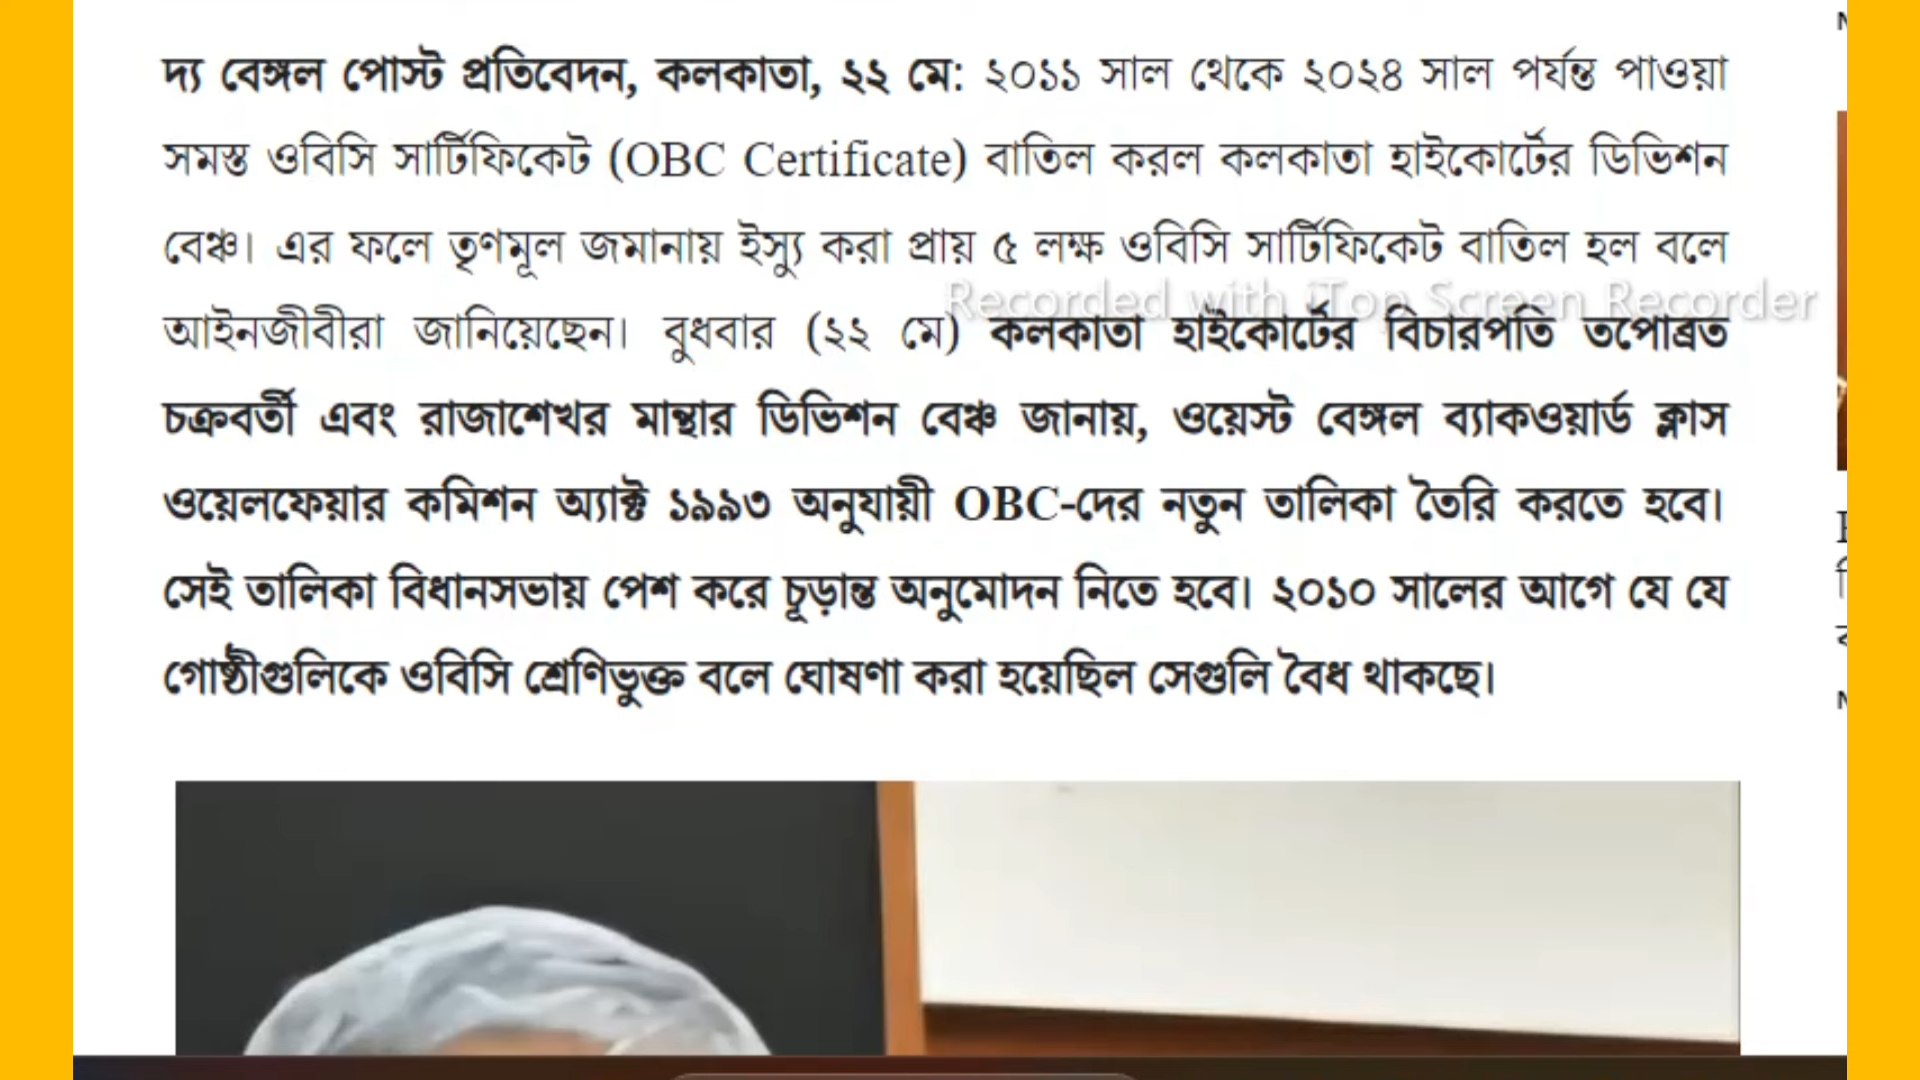 দ্য বেঙ্গল পোস্ট প্রতিবেদন, কলকাতা, ২২ মে: ২০১১ সাল থেকে ২০২৪ সাল পর্যন্ত পাওয়া
সমস্ত ওবিসি সার্টিফিকেট (OBC Certificate) বাতিল করল কলকাতা হাইকোর্টের ডিভিশন
বেঞ্চ। এর ফলে তৃণমূল জমানায় ইস্যু করা প্রায় ৫ লক্ষ ওবিসি সার্টিফিকেট বাতিল হল বলে
Recorded with iTop Screen Recorder
আইনজীবীরা জানিয়েছেন। বুধবার (২২ মে) কলকাতা হাইকোর্টের বিচারপতি তপোব্রত
চক্রবর্তী এবং রাজাশেখর মান্থার ডিভিশন বেঞ্চ জানায়, ওয়েস্ট বেঙ্গল ব্যাকওয়ার্ড ক্লাস
ওয়েলফেয়ার কমিশন অ্যাক্ট ১৯৯৩ অনুযায়ী OBC-দের নতুন তালিকা তৈরি করতে হবে।
সেই তালিকা বিধানসভায় পেশ করে চূড়ান্ত অনুমোদন নিতে হবে। ২০১০ সালের আগে যে যে
গোষ্ঠীগুলিকে ওবিসি শ্রেণিভুক্ত বলে ঘোষণা করা হয়েছিল সেগুলি বৈধ থাকছে।